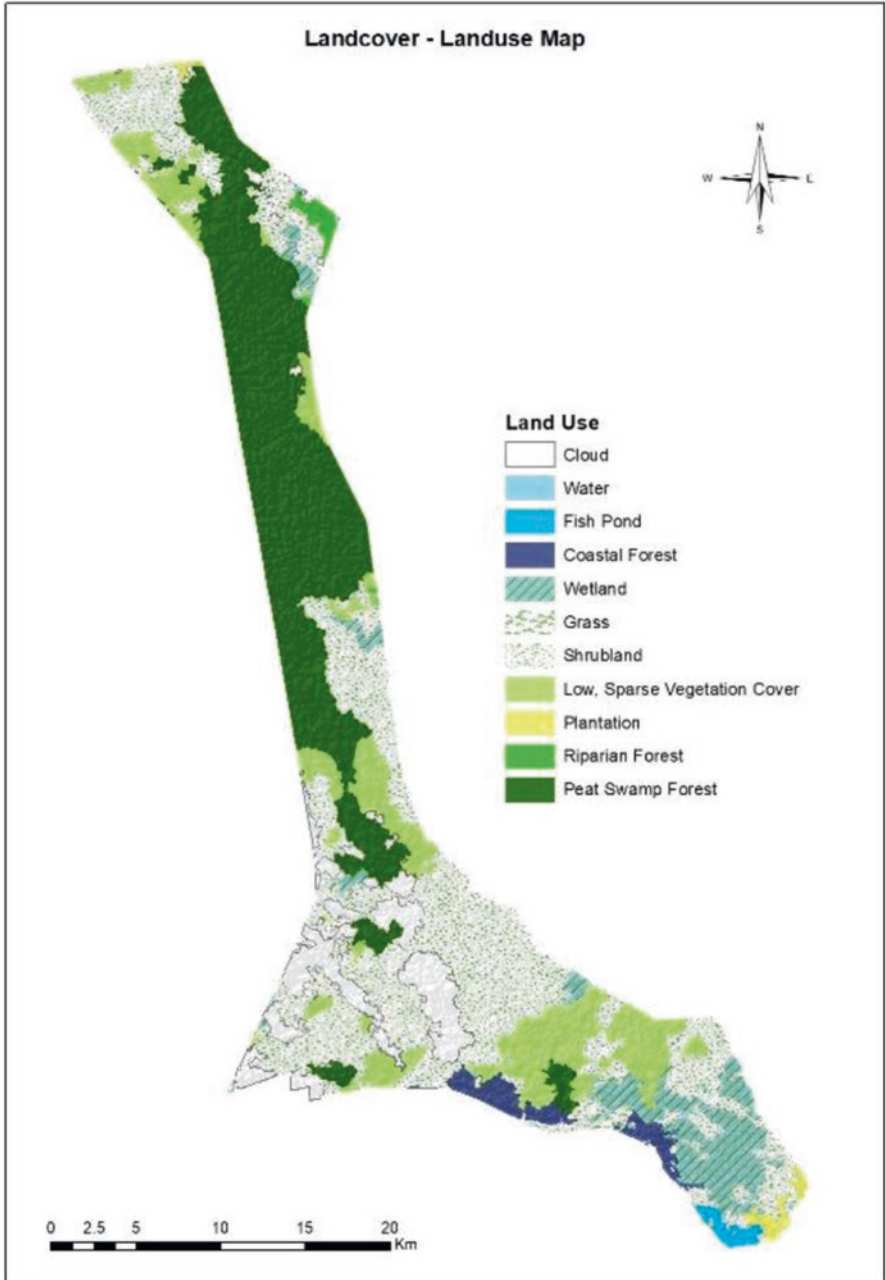 Landcover - Landuse Map
N
W L
S
Land Use
Cloud
Water
Fish Pond
Coastal Forest
Wetland
Grass
Shrubland
Low, Sparse Vegetation Cover
Plantation
Riparian Forest
Peat Swamp Forest
0 2.5 5 10 15 20
Km